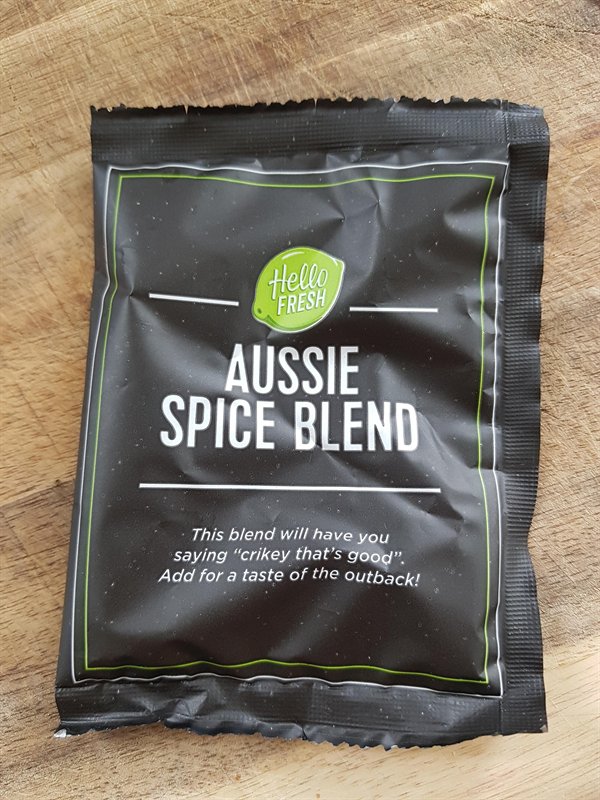 Hello
FRESH
AUSSIE
SPICE BLEND
This blend will have you
saying “crikey that’s good”.
Add for a taste of the outback!